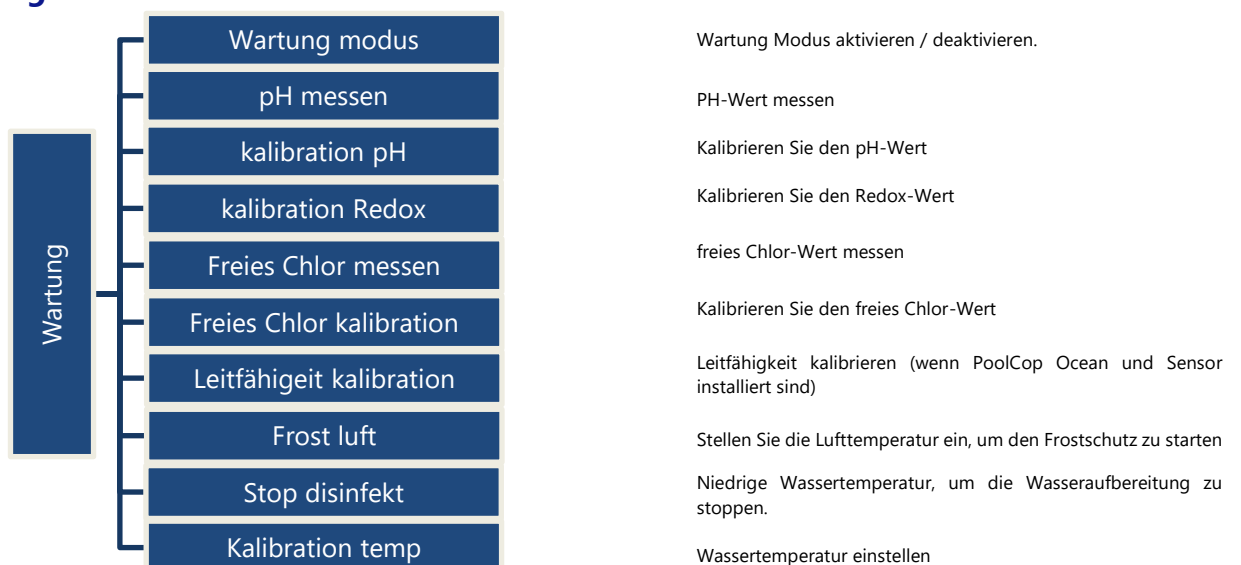 g
Wartung
Wartung modus
Wartung Modus aktivieren / deaktivieren.
pH messen
PH-Wert messen
kalibration pH
Kalibrieren Sie den pH-Wert
kalibration Redox
Kalibrieren Sie den Redox-Wert
Freies Chlor messen
freies Chlor-Wert messen
Freies Chlor kalibration
Kalibrieren Sie den freies Chlor-Wert
Leitfähigeit kalibration
Leitfähigkeit kalibrieren (wenn PoolCop Ocean und Sensor
installiert sind)
Frost luft
Stellen Sie die Lufttemperatur ein, um den Frostschutz zu starten
Stop disinfekt
Niedrige Wassertemperatur, um die Wasseraufbereitung zu
stoppen.
Kalibration temp
Wassertemperatur einstellen